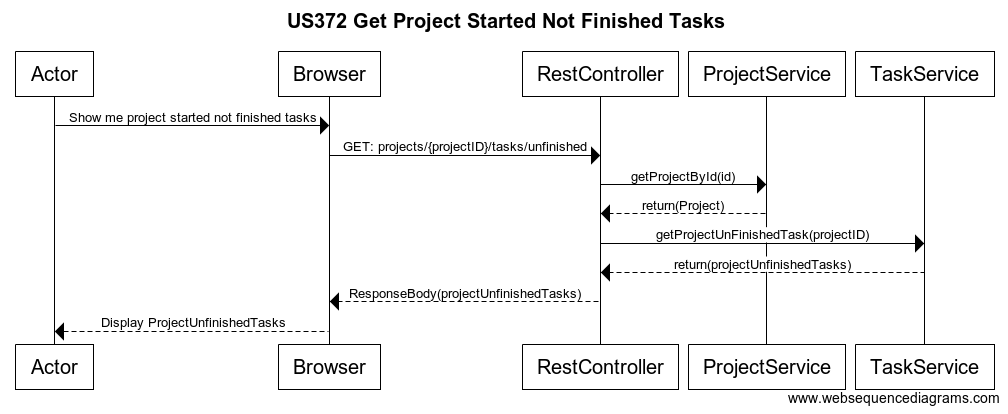 US372 Get Project Started Not Finished Tasks
Actor Browser RestController ProjectService TaskService
Show me project started not finished tasks
GET: projects/{projectID}/tasks/unfinished
getProjectById(id)
return(Project)
getProjectUnFinishedTask(projectID)
return(projectUnfinishedTasks)
ResponseBody(projectUnfinishedTasks)
Display ProjectUnfinishedTasks
Actor Browser RestController ProjectService TaskService
www.websequencediagrams.com